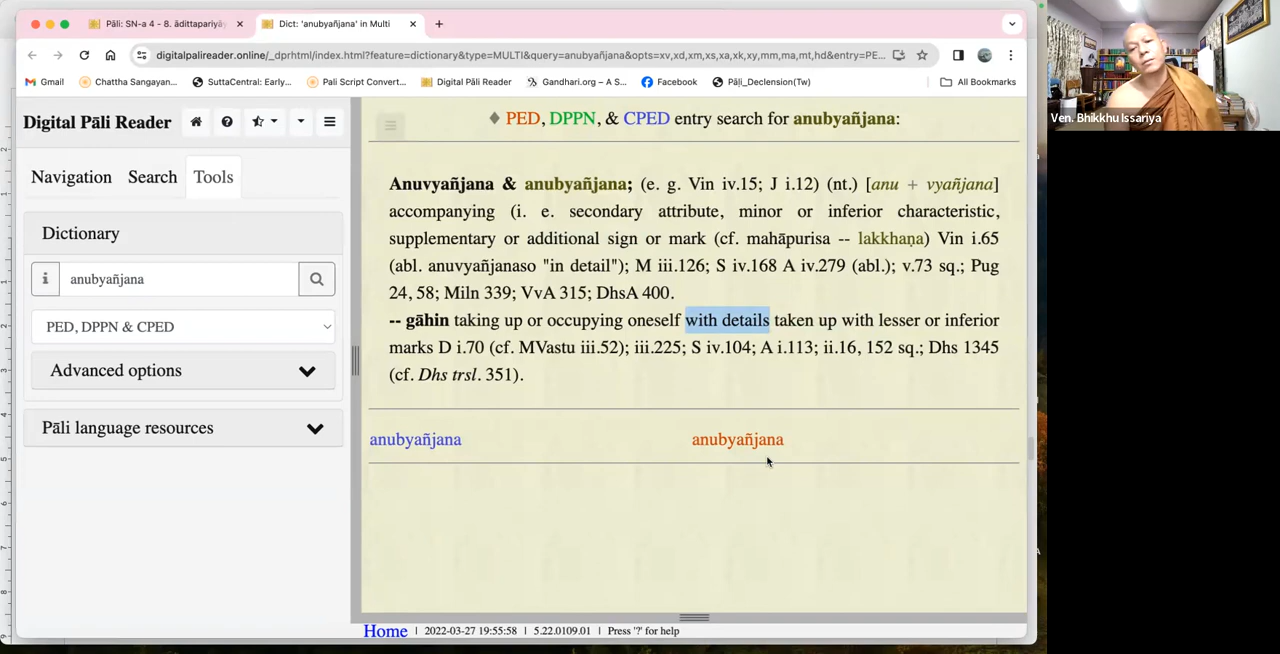 Pāli: SN-a 4 - 8. ādittapariyāy
Dict: 'anubyañjana' in Multi
digitalpalireader.online/_dprhtml/index.html?feature=dictionary&type=MULTI&query=anubyañjana&opts=xv,xd,xm,xs,xa,xk,xy,mm,ma,mt,hd&entry=PE...
Gmail
Chattha Sangayan...
SuttaCentral: Early...
Pali Script Convert...
Digital Pāli Reader
Gandhari.org – A S...
Facebook
Pāḷi_Declension(Tw)
All Bookmarks
Digital Pāli Reader
Navigation Search Tools
Dictionary
i anubyañjana
PED, DPPN & CPED
Advanced options
Pāli language resources
♦ PED, DPPN, & CPED entry search for anubyañjana:
Anuvyañjana & anubyañjana; (e. g. Vin iv.15; J i.12) (nt.) [anu + vyañjana]
accompanying (i. e. secondary attribute, minor or inferior characteristic,
supplementary or additional sign or mark (cf. mahāpurisa -- lakkhaṇa) Vin i.65
(abl. anuvyañjanaso "in detail"); M iii.126; S iv.168 A iv.279 (abl.); v.73 sq.; Pug
24, 58; Miln 339; VvA 315; DhsA 400.
-- gāhin taking up or occupying oneself with details taken up with lesser or inferior
marks D i.70 (cf. MVastu iii.52); iii.225; S iv.104; A i.113; ii.16, 152 sq.; Dhs 1345
(cf. Dhs trsl. 351).
anubyañjana anubyañjana
Home | 2022-03-27 19:55:58 | 5.22.0109.01 | Press '?' for help
Ven. Bhikkhu Issariya